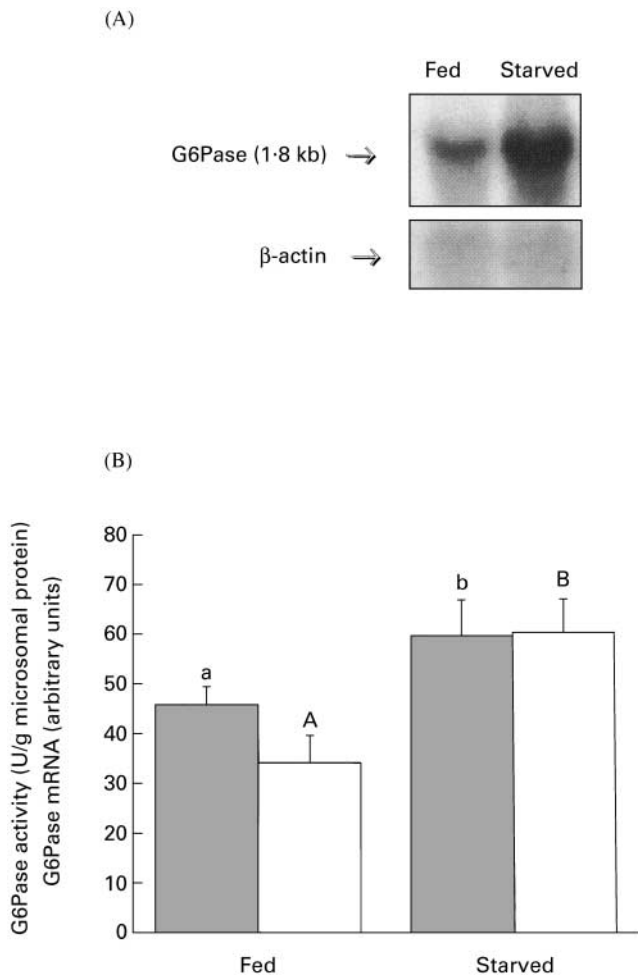 (A)
Fed Starved
G6Pase (1·8 kb)
β-actin
(B)
G6Pase activity (U/g microsomal protein)
G6Pase mRNA (arbitrary units)
80
70
60
50
40
30
20
10
0
a
A
b
B
Fed Starved